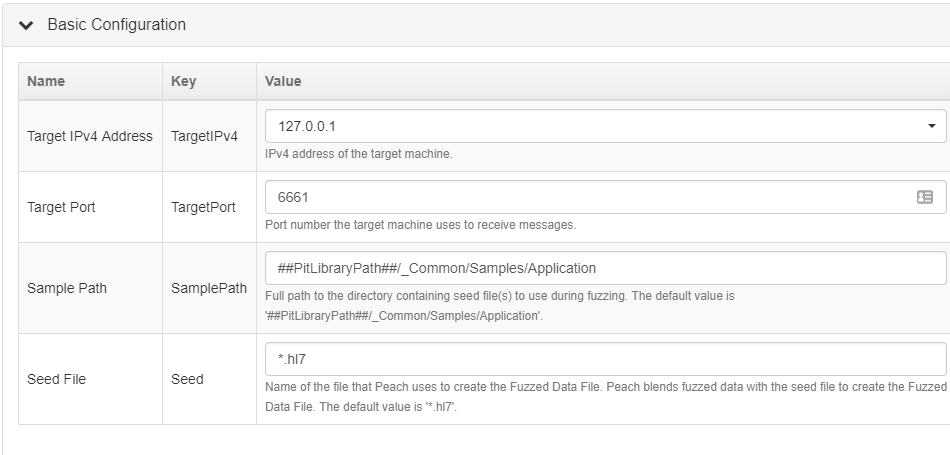 Basic Configuration
Name Key Value
Target IPv4 Address TargetIPv4 127.0.0.1
IPv4 address of the target machine.
Target Port TargetPort 6661
Port number the target machine uses to receive messages.
Sample Path SamplePath ##PitLibraryPath##/_Common/Samples/Application
Full path to the directory containing seed file(s) to use during fuzzing. The default value is
'##PitLibraryPath##/_Common/Samples/Application'.
Seed File Seed *.hl7
Name of the file that Peach uses to create the Fuzzed Data File. Peach blends fuzzed data with the seed file to create the Fuzzed
Data File. The default value is '*.hl7'.